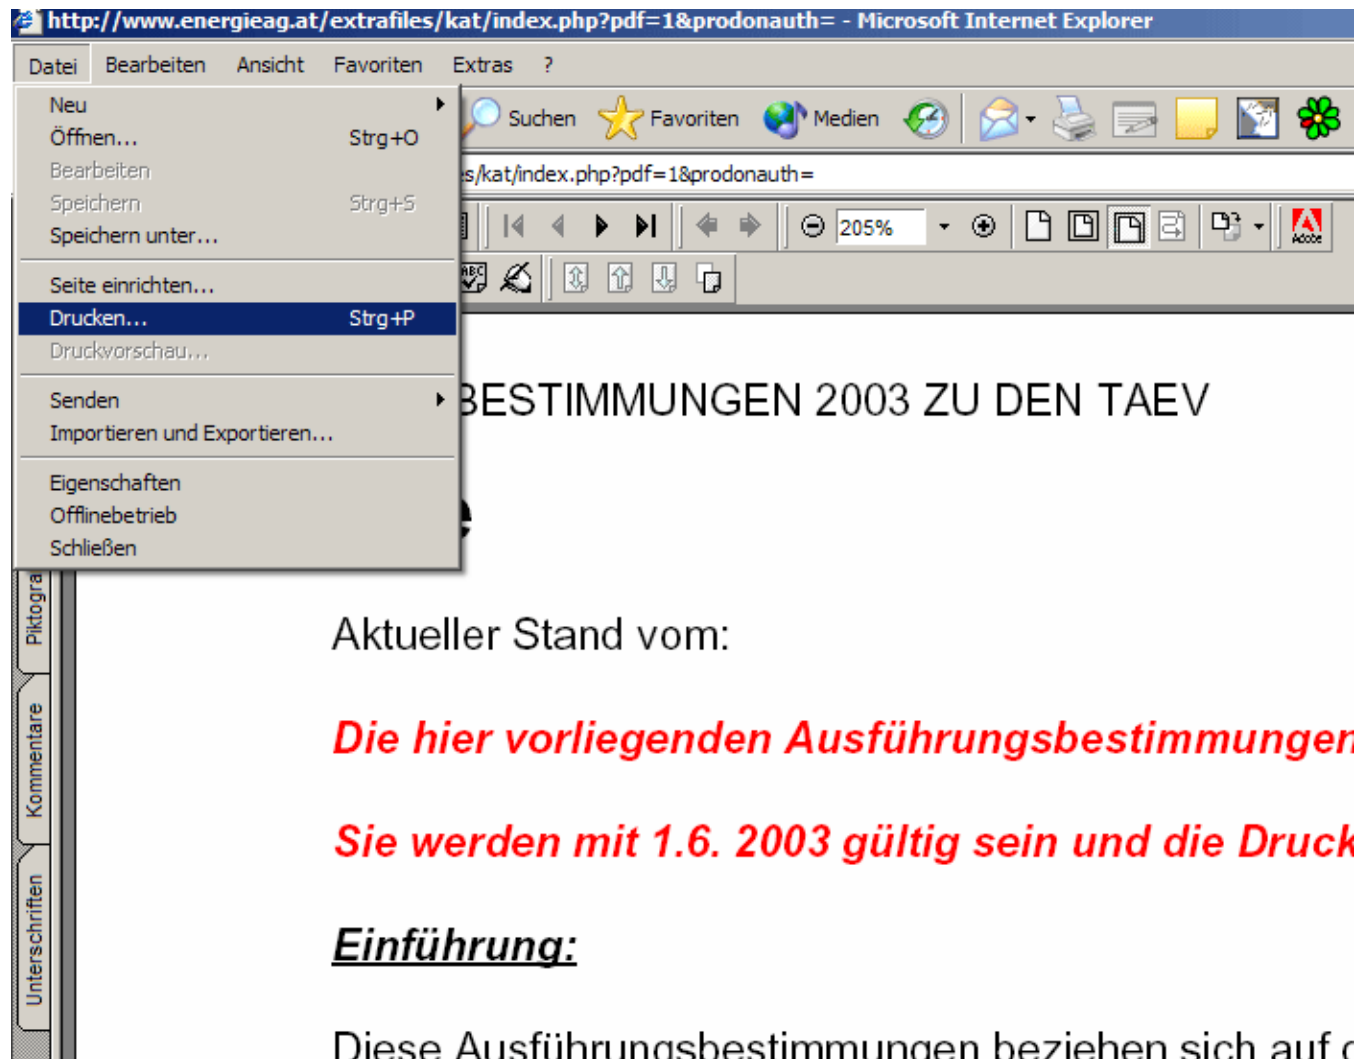 http://www.energieag.at/extrafiles/kat/index.php?pdf=1&prodonauth= - Microsoft Internet Explorer
Datei Bearbeiten Ansicht Favoriten Extras ?
Neu
Öffnen... Strg+O
Bearbeiten
Speichern Strg+S
Speichern unter...
Seite einrichten...
Drucken... Strg+P
Druckvorschau...
Senden
Importieren und Exportieren...
Eigenschaften
Offlinebetrieb
Schließen
Suchen Favoriten Medien
es/kat/index.php?pdf=1&prodonauth=
205%
Adobe
ABC
BESTIMMUNGEN 2003 ZU DEN TAEV
e
Aktueller Stand vom:
Die hier vorliegenden Ausführungsbestimmungen
Sie werden mit 1.6. 2003 gültig sein und die Druck
Einführung:
Diese Ausführungsbestimmungen beziehen sich auf d
Piktogra
Kommentare
Unterschriften